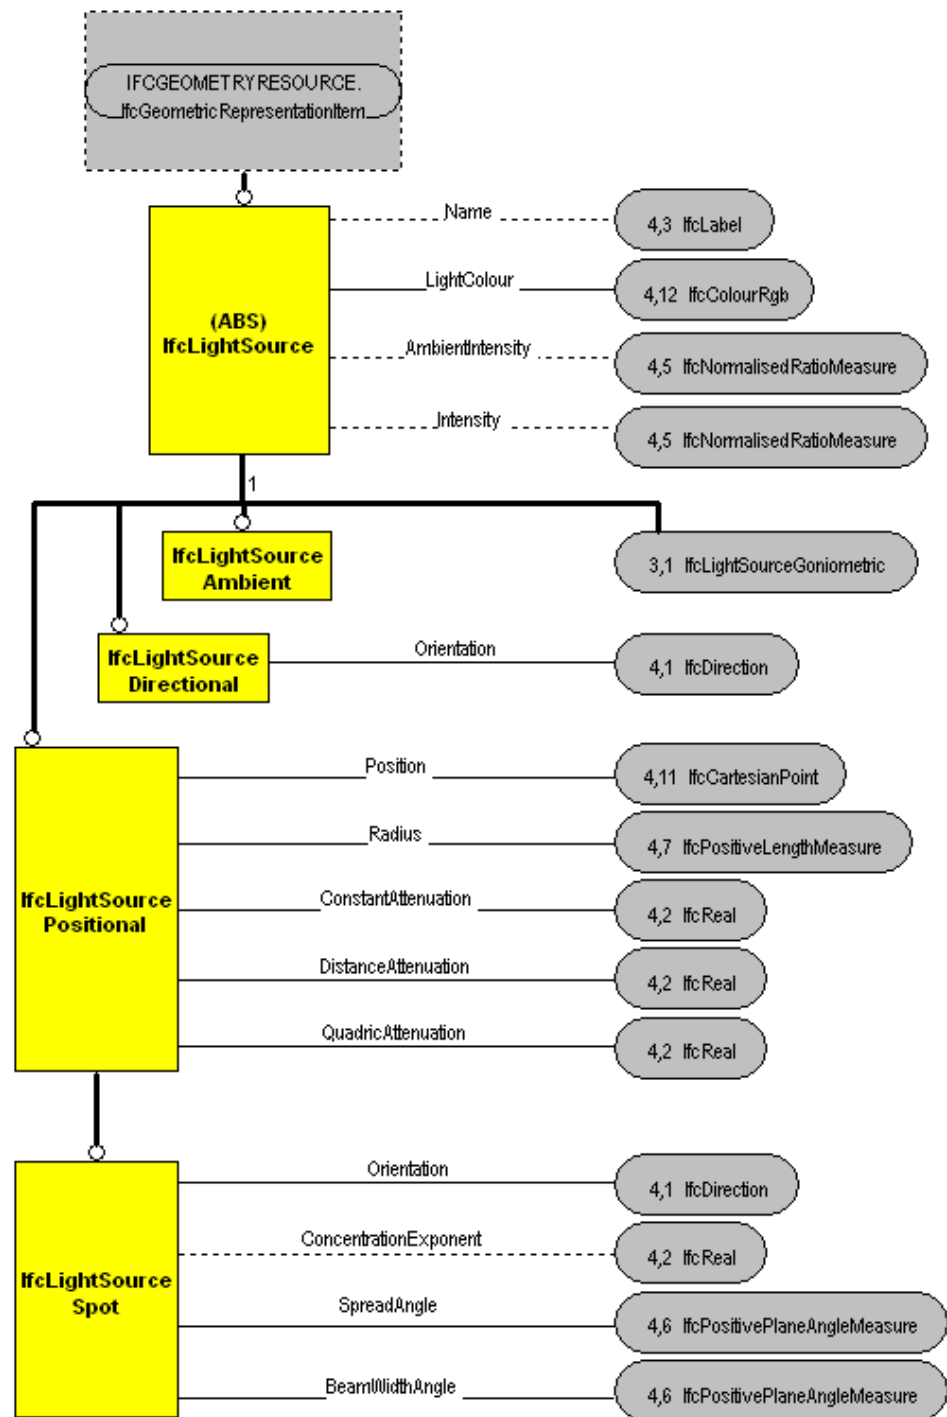 IFCGEOMETRYRESOURCE.
IfcGeometricRepresentationItem
Name
4,3 IfcLabel
LightColour
4,12 IfcColourRgb
(ABS)
IfcLightSource
AmbientIntensity
4,5 IfcNormalisedRatioMeasure
Intensity
4,5 IfcNormalisedRatioMeasure
1
IfcLightSource
Ambient
3,1 IfcLightSourceGoniometric
IfcLightSource
Directional
Orientation
4,1 IfcDirection
Position
4,11 IfcCartesianPoint
Radius
4,7 IfcPositiveLengthMeasure
IfcLightSource
Positional
ConstantAttenuation
4,2 IfcReal
DistanceAttenuation
4,2 IfcReal
QuadricAttenuation
4,2 IfcReal
Orientation
4,1 IfcDirection
ConcentrationExponent
4,2 IfcReal
IfcLightSource
Spot
SpreadAngle
4,6 IfcPositivePlaneAngleMeasure
BeamWidthAngle
4,6 IfcPositivePlaneAngleMeasure